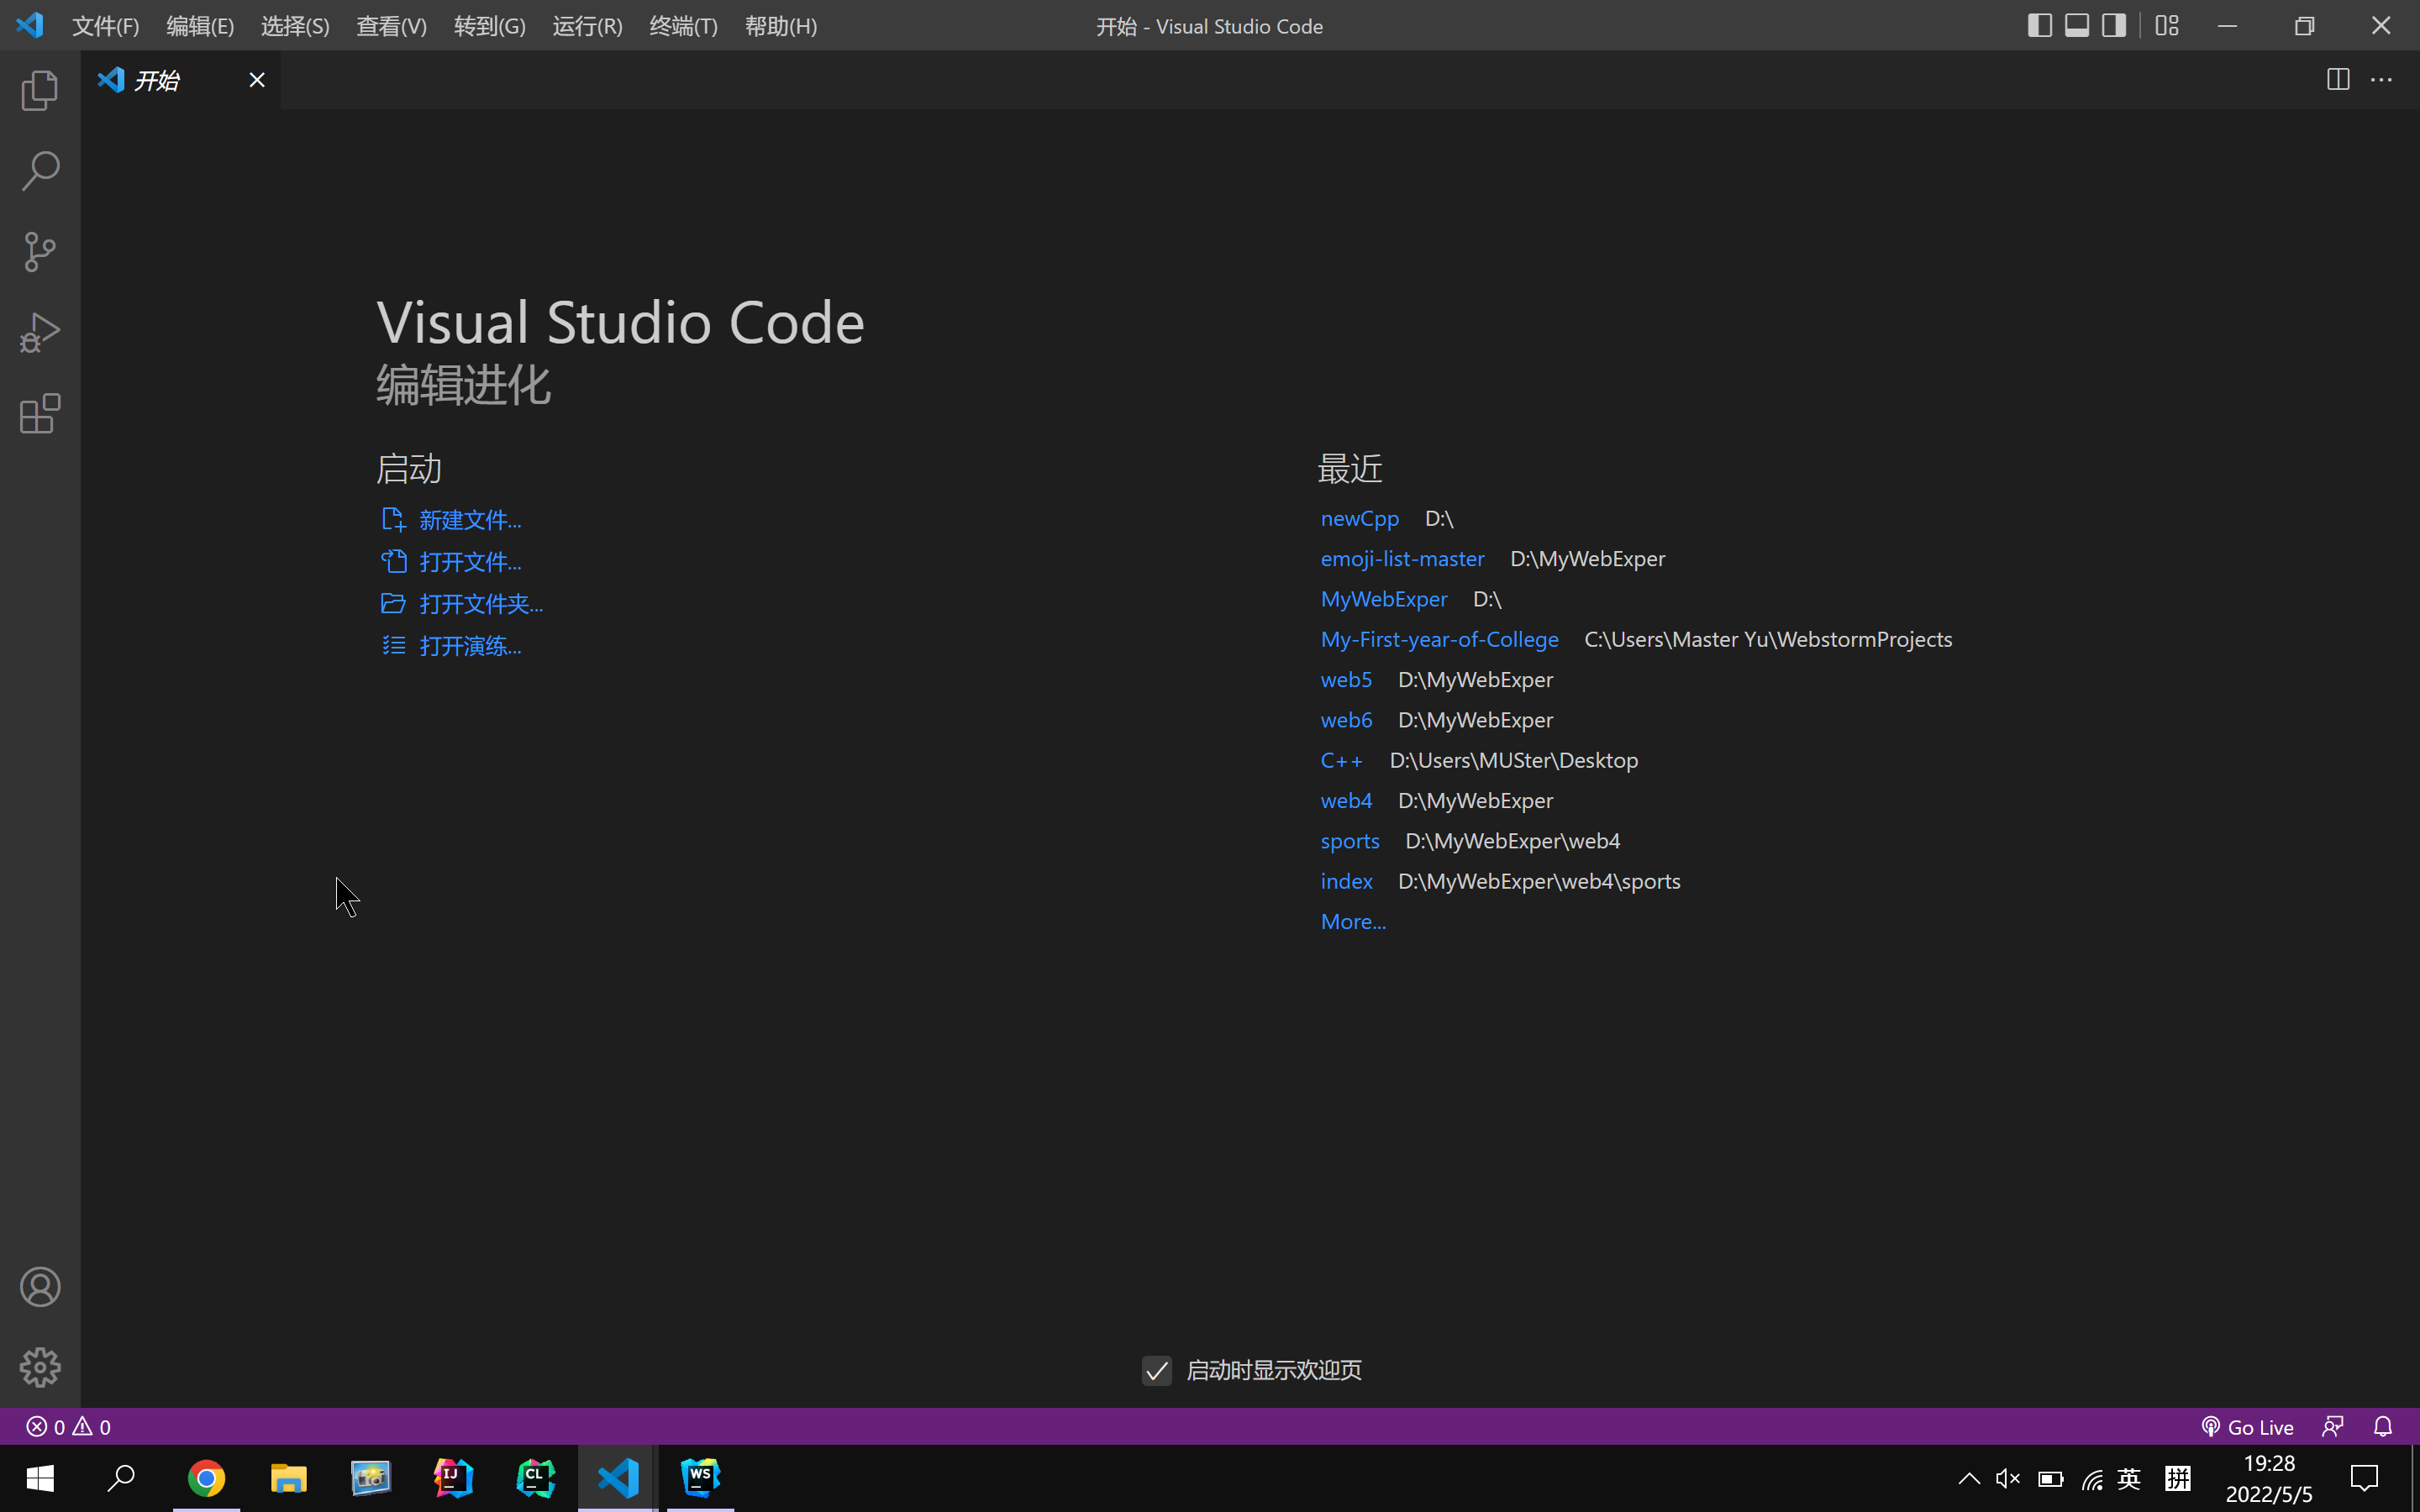 文件(F) 编辑(E) 选择(S) 查看(V) 转到(G) 运行(R) 终端(T) 帮助(H) 开始 - Visual Studio Code
开始
Visual Studio Code
编辑进化
启动
新建文件...
打开文件...
打开文件夹...
打开演练...
最近
newCpp D:\
emoji-list-master D:\MyWebExper
MyWebExper D:\
My-First-year-of-College C:\Users\Master Yu\WebstormProjects
web5 D:\MyWebExper
web6 D:\MyWebExper
C++ D:\Users\MUSter\Desktop
web4 D:\MyWebExper
sports D:\MyWebExper\web4
index D:\MyWebExper\web4\sports
More...
启动时显示欢迎页
0 0 Go Live
IJ CL WS 英 拼 19:28
2022/5/5